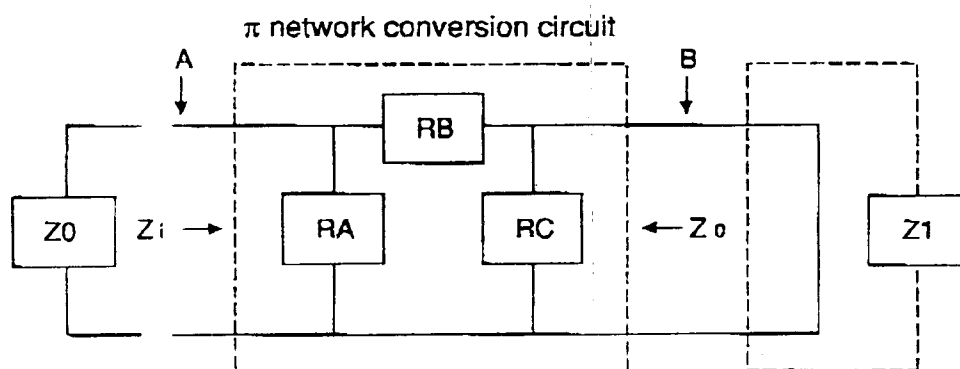 π network conversion circuit
A
B
RB
Z0
Zi
RA
RC
Zo
Z1